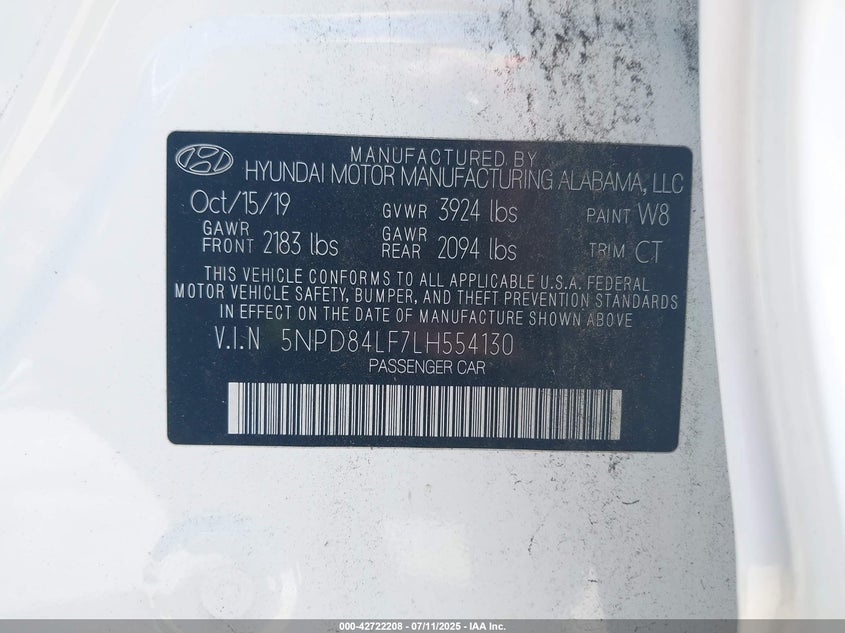 MANUFACTURED BY
HYUNDAI MOTOR MANUFACTURING ALABAMA, LLC
Oct/15/19 GVWR 3924 lbs PAINT W8
GAWR FRONT 2183 lbs GAWR REAR 2094 lbs TRIM CT
THIS VEHICLE CONFORMS TO ALL APPLICABLE U.S.A. FEDERAL
MOTOR VEHICLE SAFETY, BUMPER, AND THEFT PREVENTION STANDARDS
IN EFFECT ON THE DATE OF MANUFACTURE SHOWN ABOVE
V.I.N 5NPD84LF7LH554130
PASSENGER CAR
000-42722208 - 07/11/2025 - IAA Inc.